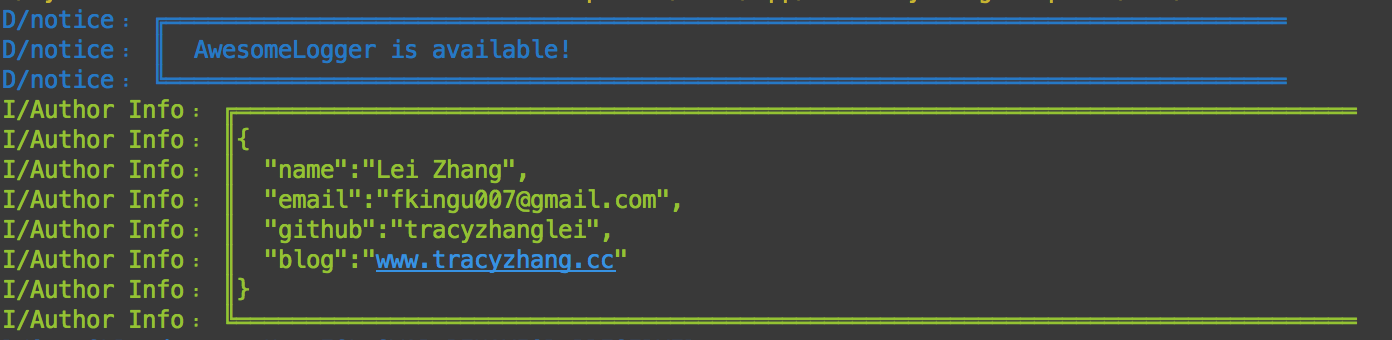 D/notice:
D/notice: AwesomeLogger is available!
D/notice:
I/Author Info:
I/Author Info: {
I/Author Info: "name":"Lei Zhang",
I/Author Info: "email":"fkingu007@gmail.com",
I/Author Info: "github":"tracyzhanglei",
I/Author Info: "blog":"www.tracyzhang.cc"
I/Author Info: }
I/Author Info: